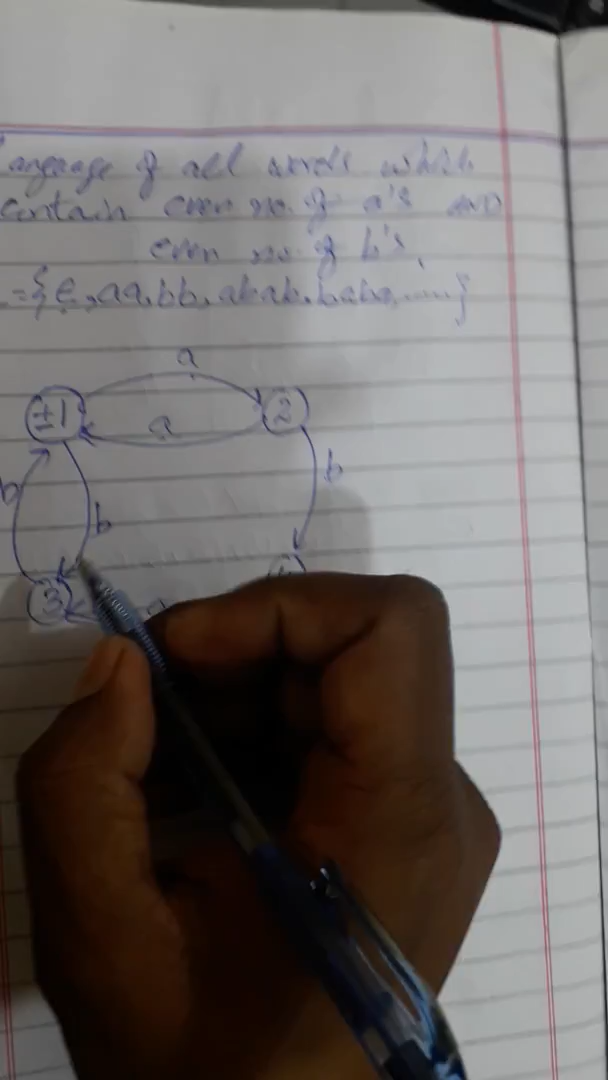 Language of all words which
contain even no. of a's and
even no. of b's.
={ε, aa, bb, abab, baba, ......}
a
±1 a 2
b b b
3 a